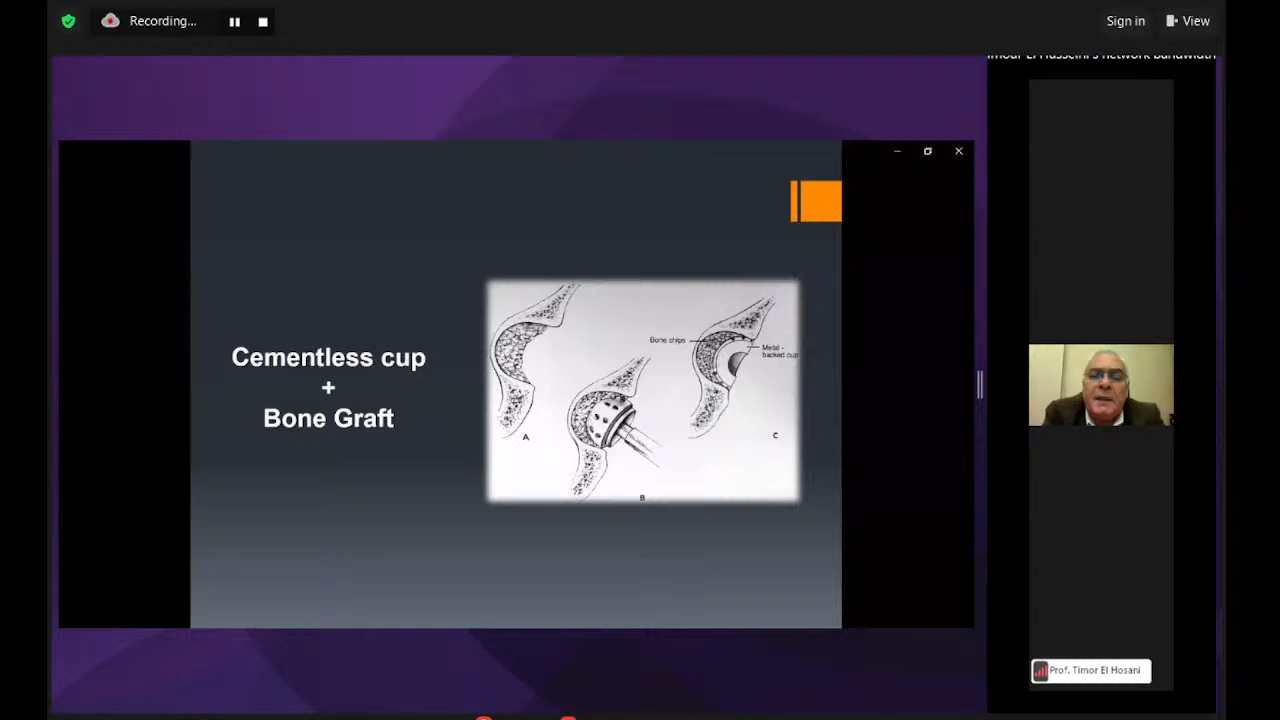 Recording...
Sign in
View
Cementless cup
+
Bone Graft
Bone chips
Metal -
backed cup
A
B
C
Prof. Timor El Hosani